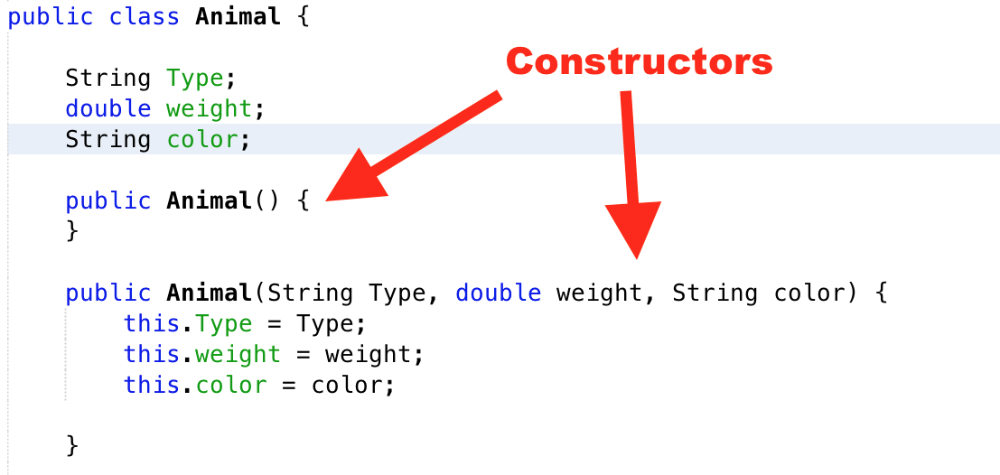 public class Animal {
Constructors
String Type;
double weight;
String color;
public Animal() {
}
public Animal(String Type, double weight, String color) {
this.Type = Type;
this.weight = weight;
this.color = color;
}